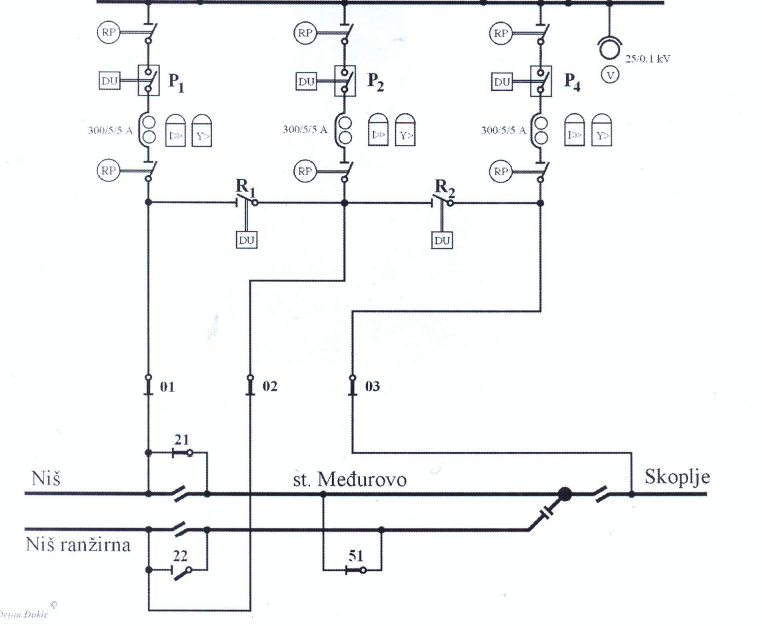 RP RP RP
25/0.1 kV
V
DU P1 DU P2 DU P4
300/5/5 A I>> Y> 300/5/5 A I>> Y> 300/5/5 A I>> Y>
RP RP RP
R1 R2
DU DU
01 02 03
21
Niš st. Međurovo Skoplje
Niš ranžirna
22 51
Dejan Đokić ©